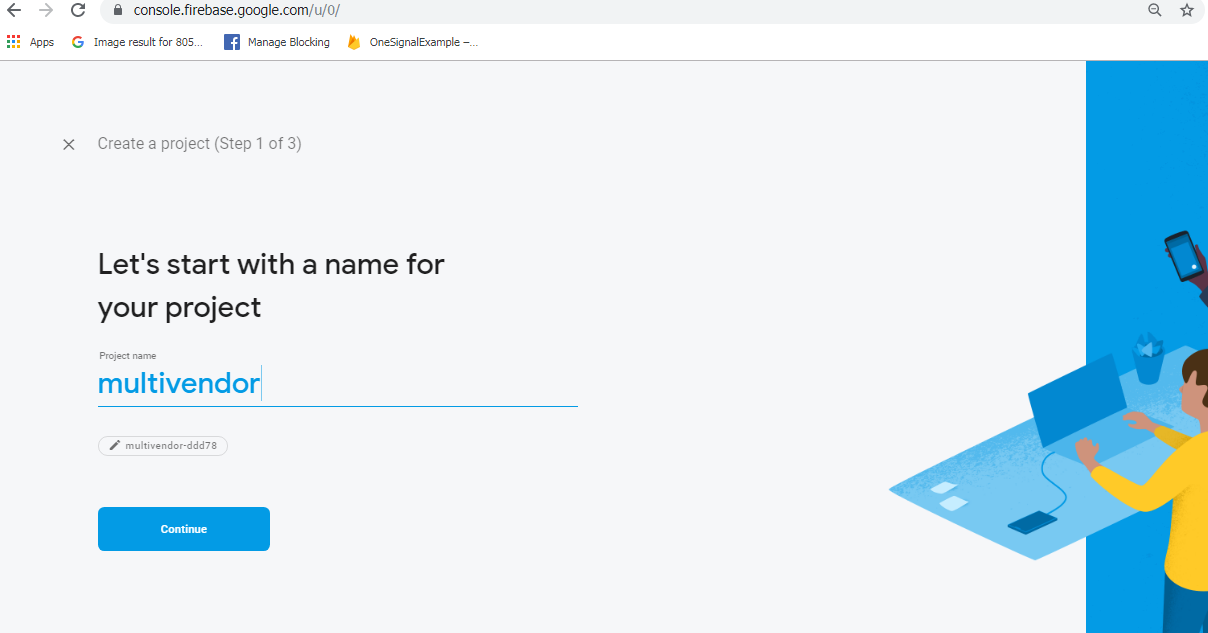 console.firebase.google.com/u/0/
Apps
Image result for 805...
Manage Blocking
OneSignalExample –...
Create a project (Step 1 of 3)
Let's start with a name for
your project
Project name
multivendor
multivendor-ddd78
Continue